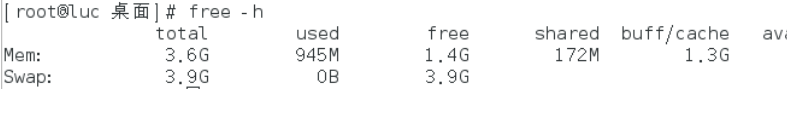 [root@luc 桌面]# free -h
total used free shared buff/cache ava
Mem: 3.6G 945M 1.4G 172M 1.3G
Swap: 3.9G 0B 3.9G